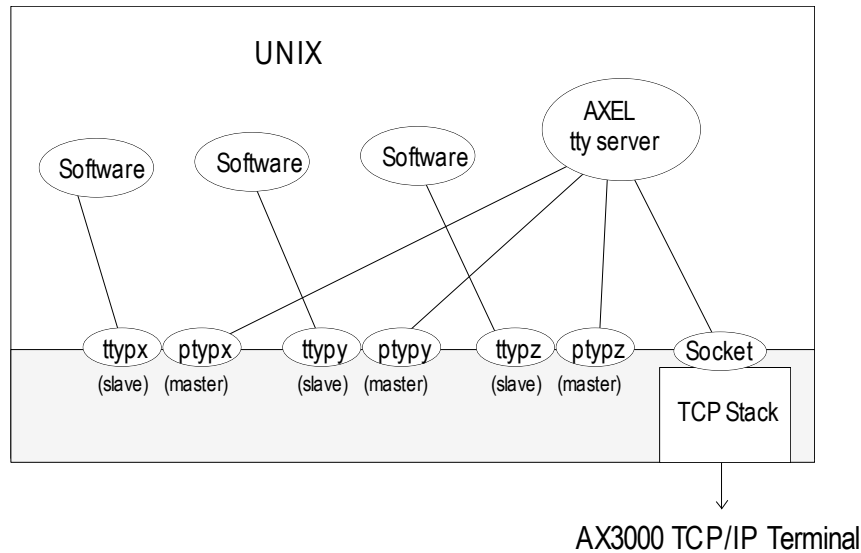 UNIX
AXEL
tty server
Software
Software
Software
ttypx
ptypx
ttypy
ptypy
ttypz
ptypz
Socket
(slave)
(master)
(slave)
(master)
(slave)
(master)
TCP Stack
AX3000 TCP/IP Terminal